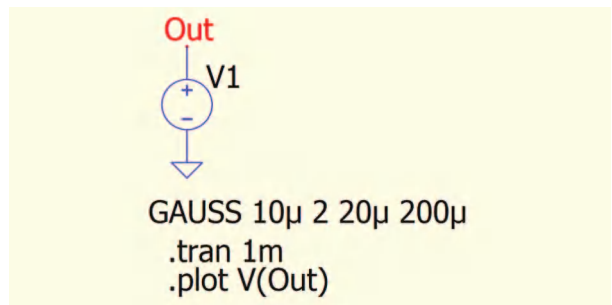 Out
V1
GAUSS 10µ 2 20µ 200µ
.tran 1m
.plot V(Out)